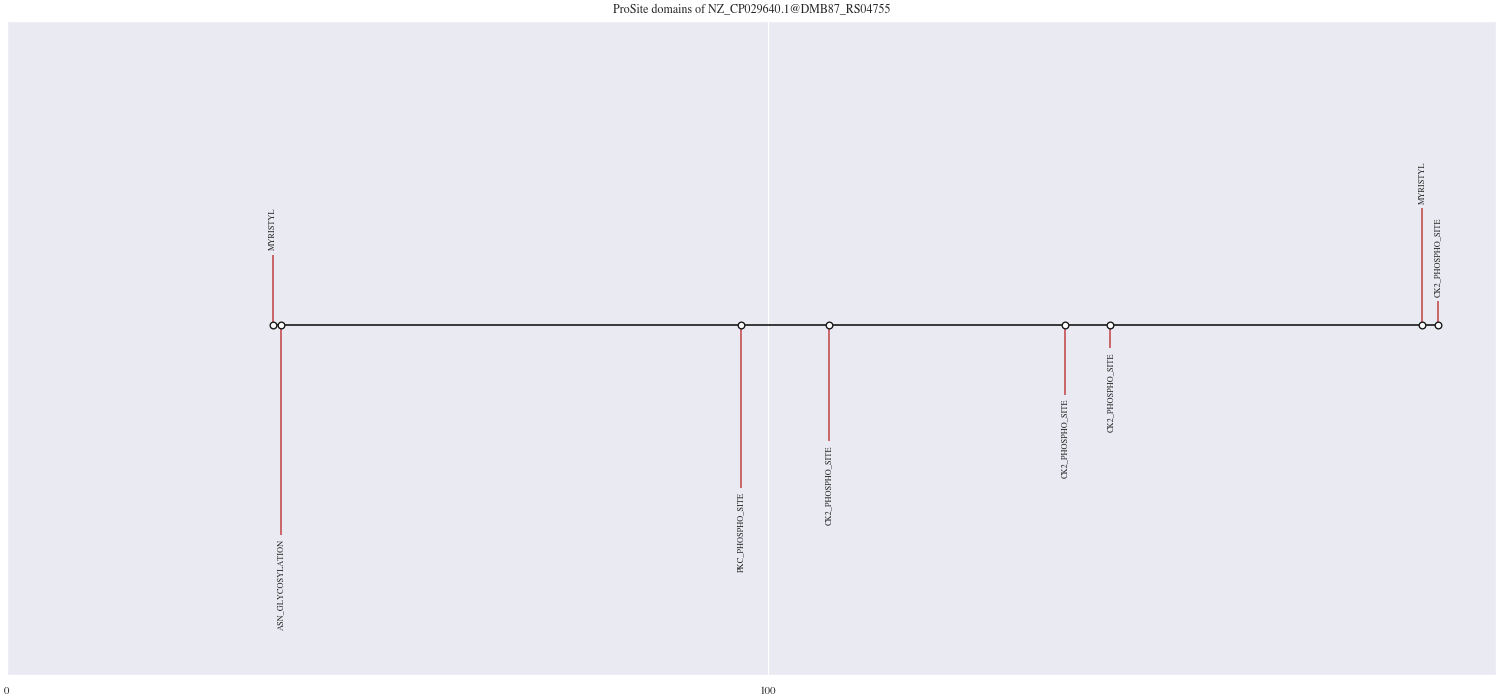 ProSite domains of NZ_CP029640.1@DMB87_RS04755
MYRISTYL
MYRISTYL
CK2_PHOSPHO_SITE
ASN_GLYCOSYLATION
PKC_PHOSPHO_SITE
CK2_PHOSPHO_SITE
CK2_PHOSPHO_SITE
CK2_PHOSPHO_SITE
0
100